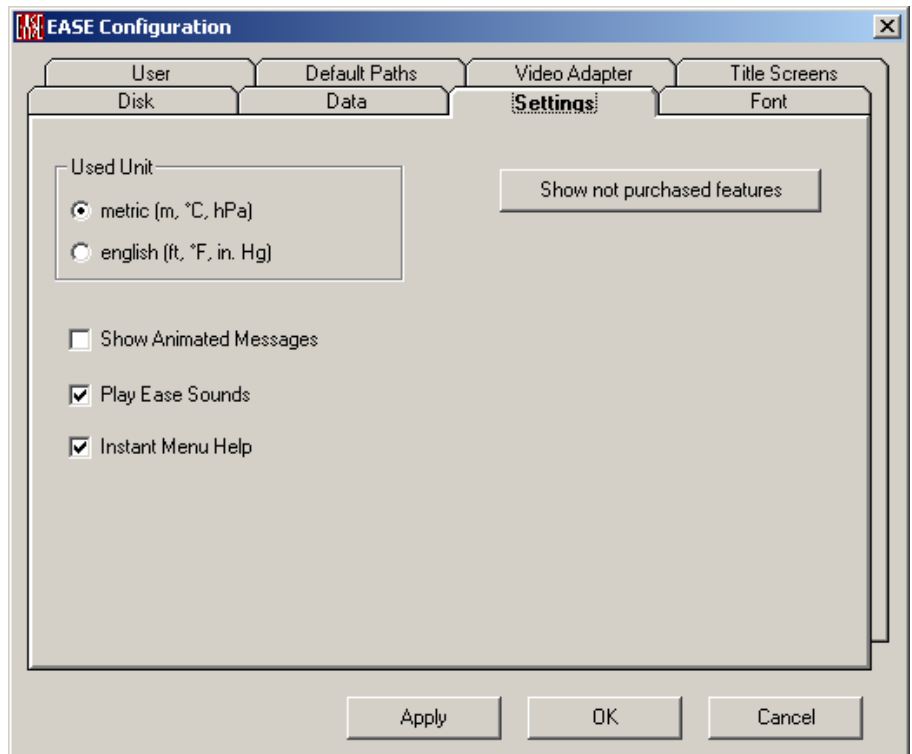 EASE EASE Configuration
User Default Paths Video Adapter Title Screens
Disk Data Settings Font
Used Unit
metric (m, °C, hPa)
english (ft, °F, in. Hg)
Show not purchased features
Show Animated Messages
Play Ease Sounds
Instant Menu Help
Apply OK Cancel